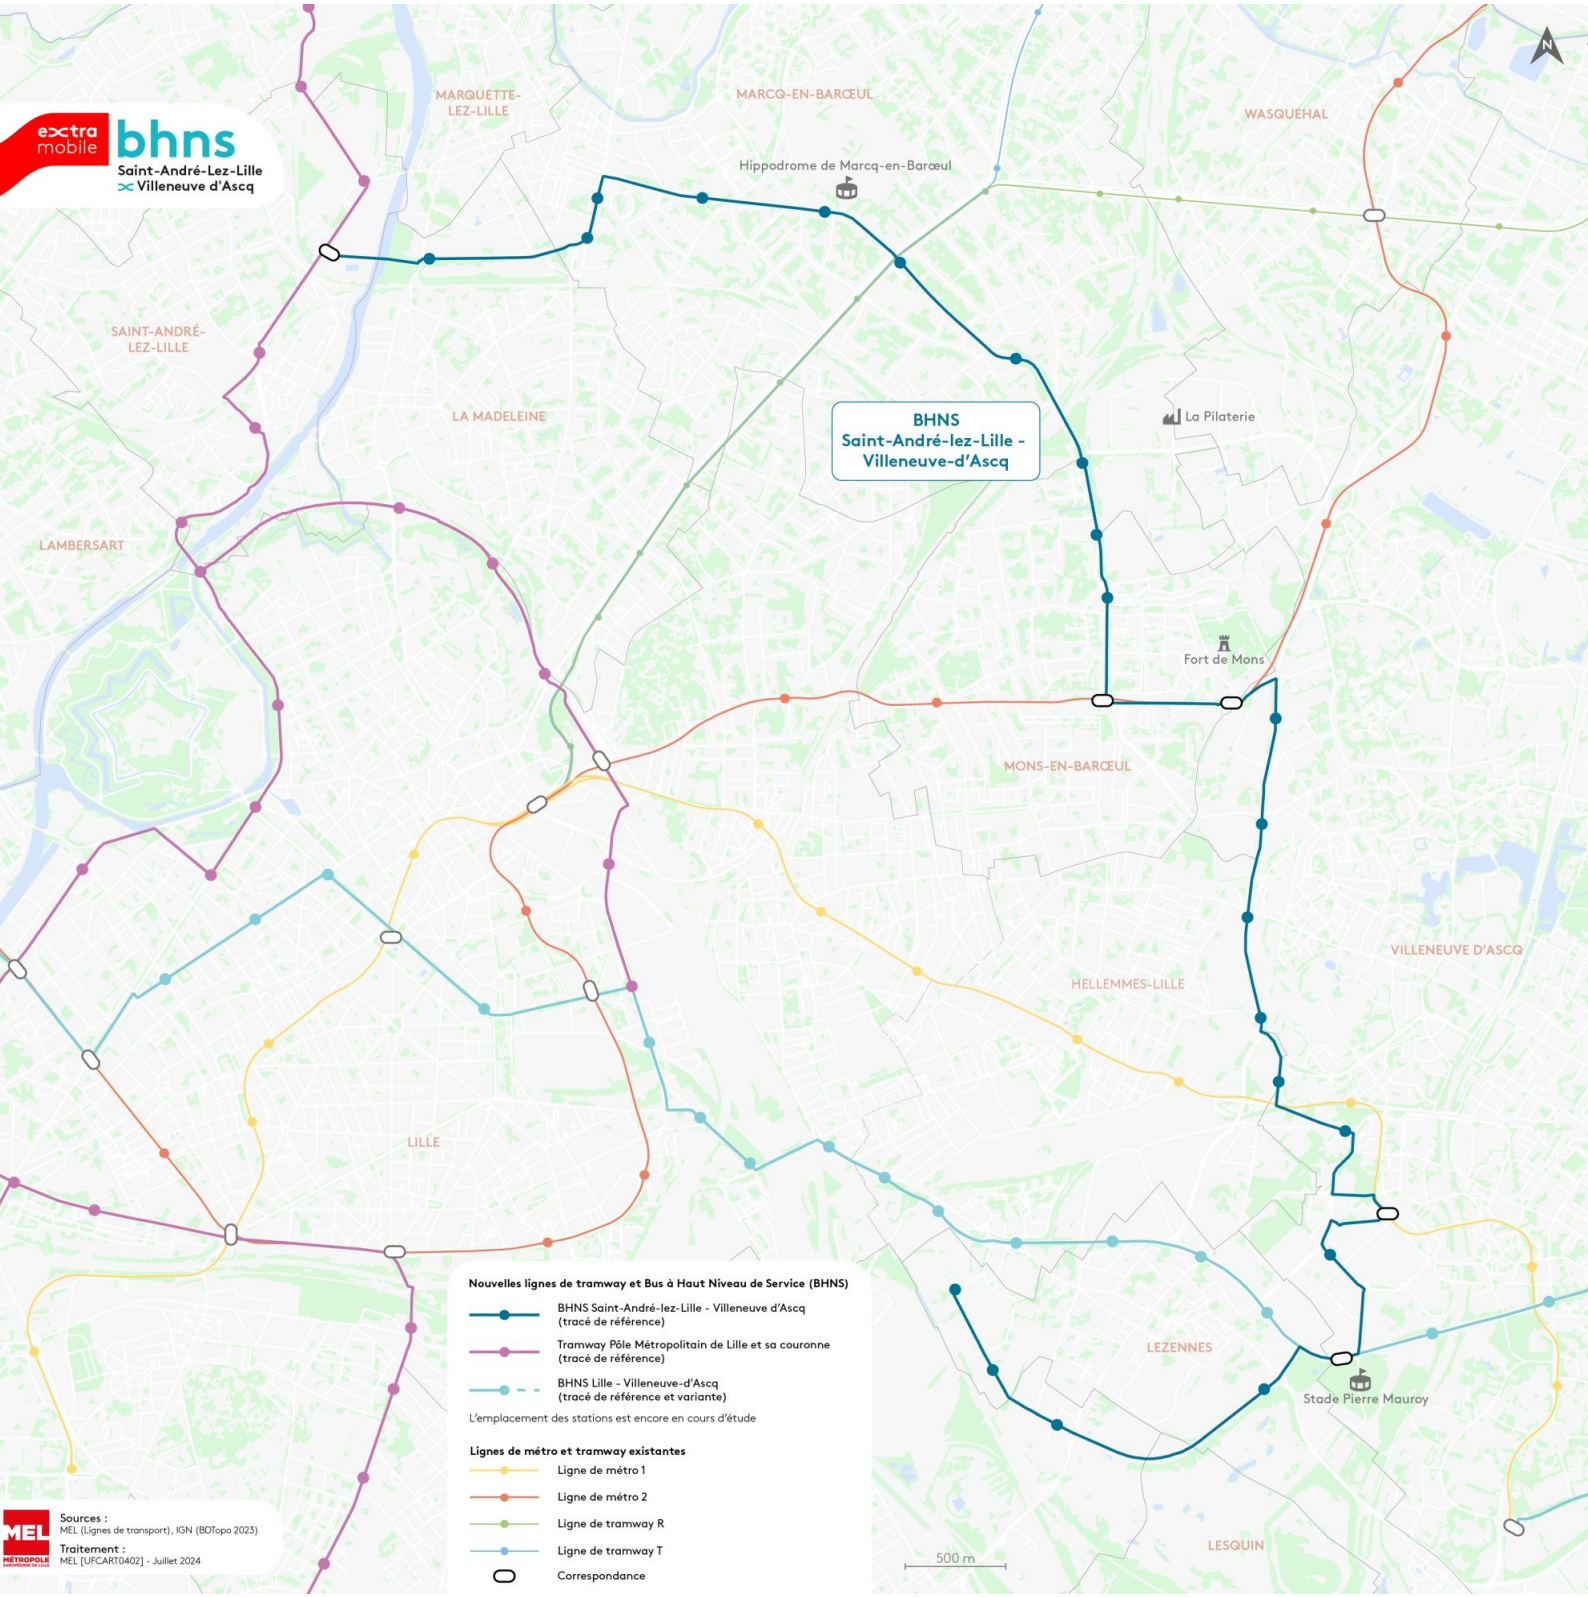 N
MARQUETTE-
LEZ-LILLE
MARCQ-EN-BARŒUL
WASQUEHAL
extra
mobile
bhns
Saint-André-Lez-Lille
Villeneuve d'Ascq
Hippodrome de Marcq-en-Barœul
SAINT-ANDRÉ-
LEZ-LILLE
LA MADELEINE
BHNS
Saint-André-lez-Lille -
Villeneuve-d'Ascq
La Pilaterie
LAMBERSART
Fort de Mons
MONS-EN-BARŒUL
VILLENEUVE D'ASCQ
HELLEMMES-LILLE
LILLE
Nouvelles lignes de tramway et Bus à Haut Niveau de Service (BHNS)
BHNS Saint-André-lez-Lille - Villeneuve d'Ascq
(tracé de référence)
Tramway Pôle Métropolitain de Lille et sa couronne
(tracé de référence)
BHNS Lille - Villeneuve-d'Ascq
(tracé de référence et variante)
L'emplacement des stations est encore en cours d'étude
Lignes de métro et tramway existantes
Ligne de métro 1
Ligne de métro 2
Ligne de tramway R
Ligne de tramway T
Correspondance
LEZENNES
Stade Pierre Mauroy
LESQUIN
500 m
MEL
MÉTROPOLE
EUROPÉENNE DE LILLE
Sources :
MEL (Lignes de transport), IGN (BDTopo 2023)
Traitement :
MEL [UFCART0402] - Juillet 2024